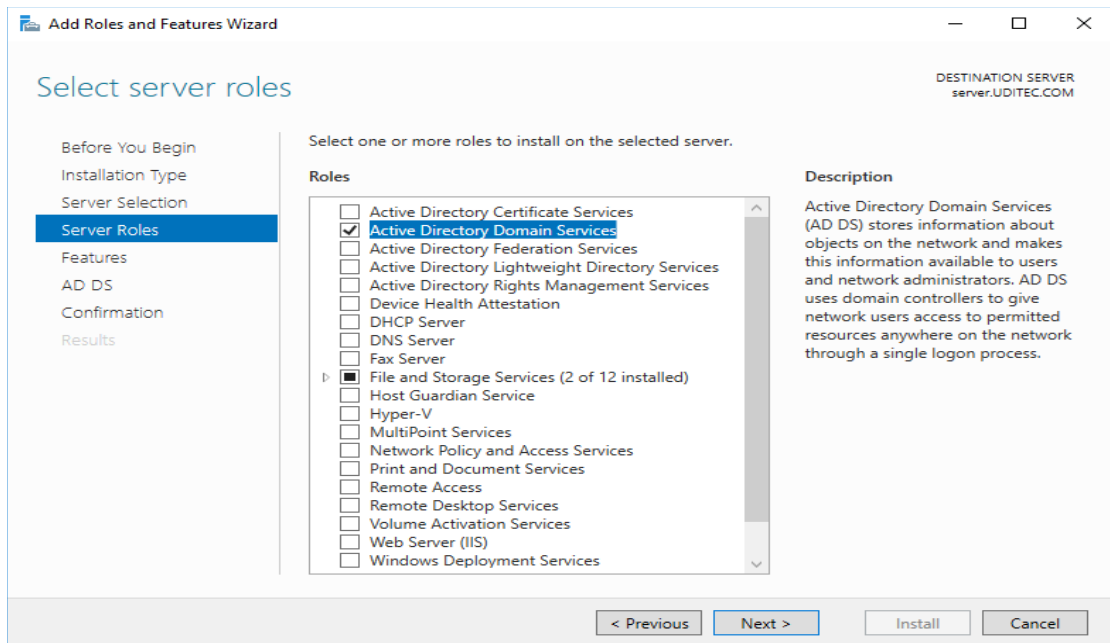 Add Roles and Features Wizard
Select server roles
DESTINATION SERVER
server.UDITEC.COM
Before You Begin
Installation Type
Server Selection
Server Roles
Features
AD DS
Confirmation
Results
Select one or more roles to install on the selected server.
Roles
Active Directory Certificate Services
Active Directory Domain Services
Active Directory Federation Services
Active Directory Lightweight Directory Services
Active Directory Rights Management Services
Device Health Attestation
DHCP Server
DNS Server
Fax Server
File and Storage Services (2 of 12 installed)
Host Guardian Service
Hyper-V
MultiPoint Services
Network Policy and Access Services
Print and Document Services
Remote Access
Remote Desktop Services
Volume Activation Services
Web Server (IIS)
Windows Deployment Services
Description
Active Directory Domain Services
(AD DS) stores information about
objects on the network and makes
this information available to users
and network administrators. AD DS
uses domain controllers to give
network users access to permitted
resources anywhere on the network
through a single logon process.
< Previous
Next >
Install
Cancel